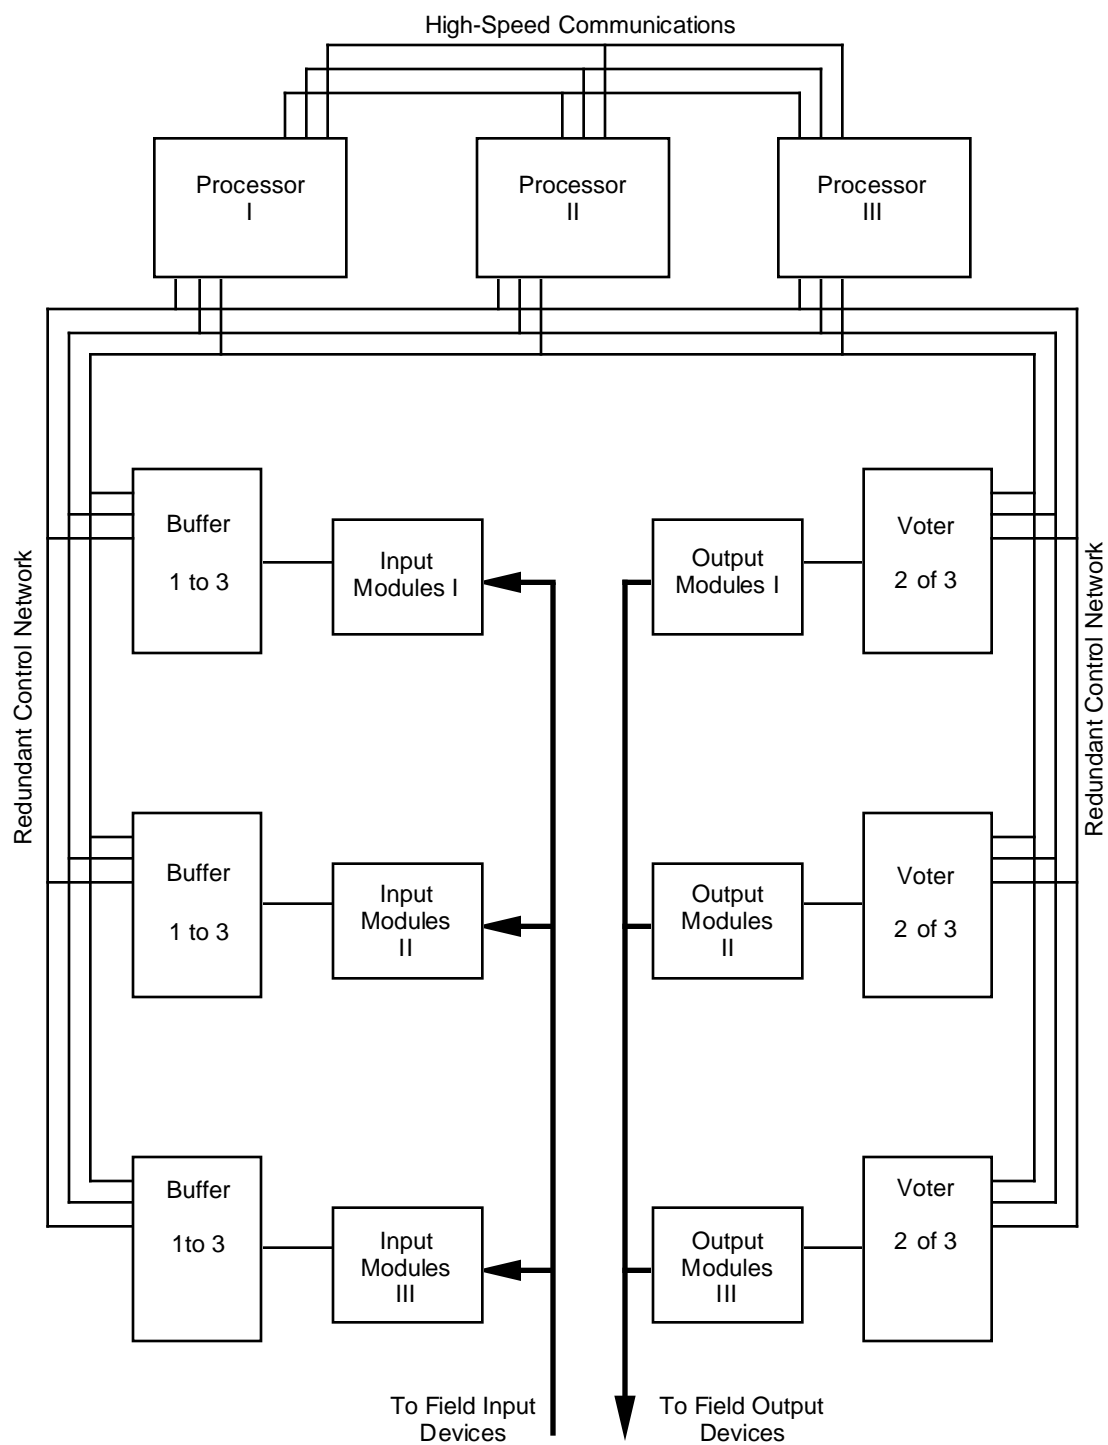 High-Speed Communications
Processor
I
Processor
II
Processor
III
Redundant Control Network
Buffer
1 to 3
Input
Modules I
Output
Modules I
Voter
2 of 3
Redundant Control Network
Buffer
1 to 3
Input
Modules
II
Output
Modules
II
Voter
2 of 3
Buffer
1to 3
Input
Modules
III
Output
Modules
III
Voter
2 of 3
To Field Input
Devices
To Field Output
Devices